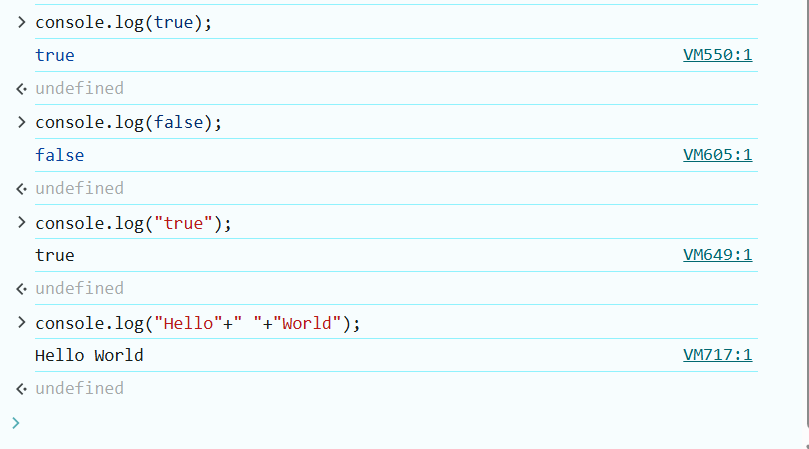 console.log(true);
true VM550:1
undefined
console.log(false);
false VM605:1
undefined
console.log("true");
true VM649:1
undefined
console.log("Hello"+" "+"World");
Hello World VM717:1
undefined